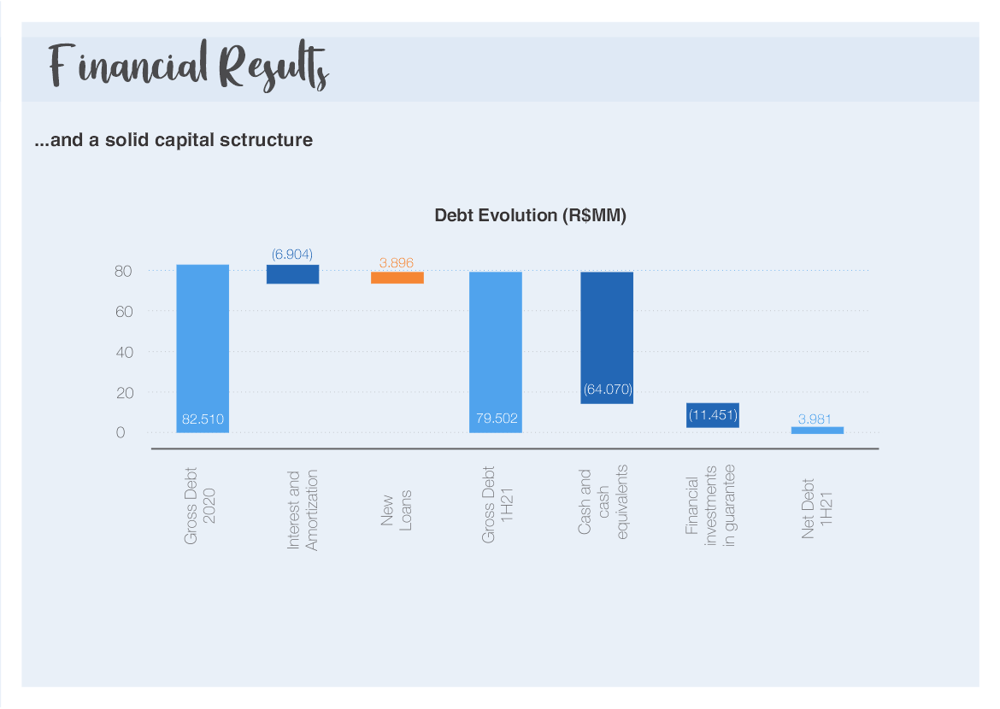 Financial Results
...and a solid capital sctructure
Debt Evolution (R$MM)
(6.904)
3.896
80
60
40
20
0
82.510
79.502
(64.070)
(11.451)
3.981
Gross Debt
2020
Interest and
Amortization
New
Loans
Gross Debt
1H21
Cash and
cash
equivalents
Financial
investments
in guarantee
Net Debt
1H21